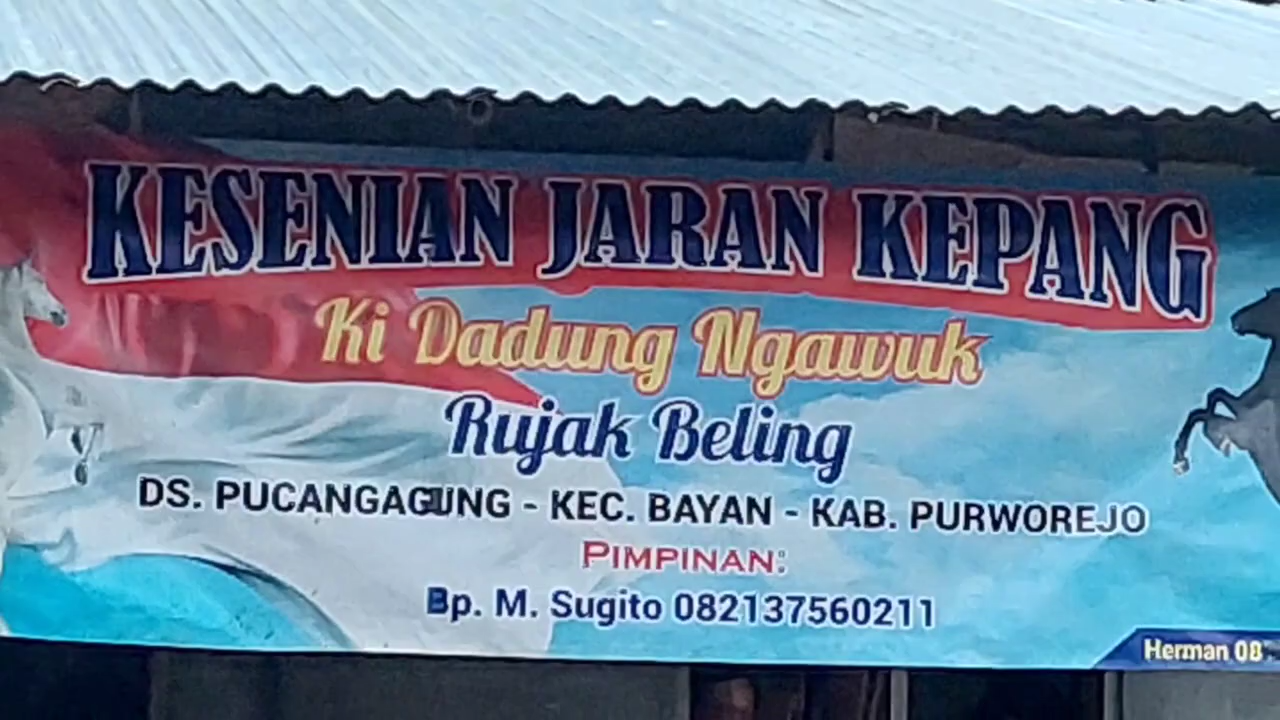 KESENIAN JARAN KEPANG
Ki Dadung Ngawuk
Rujak Beling
DS. PUCANGAGUNG - KEC. BAYAN - KAB. PURWOREJO
PIMPINAN:
Bp. M. Sugito 082137560211
Herman 08